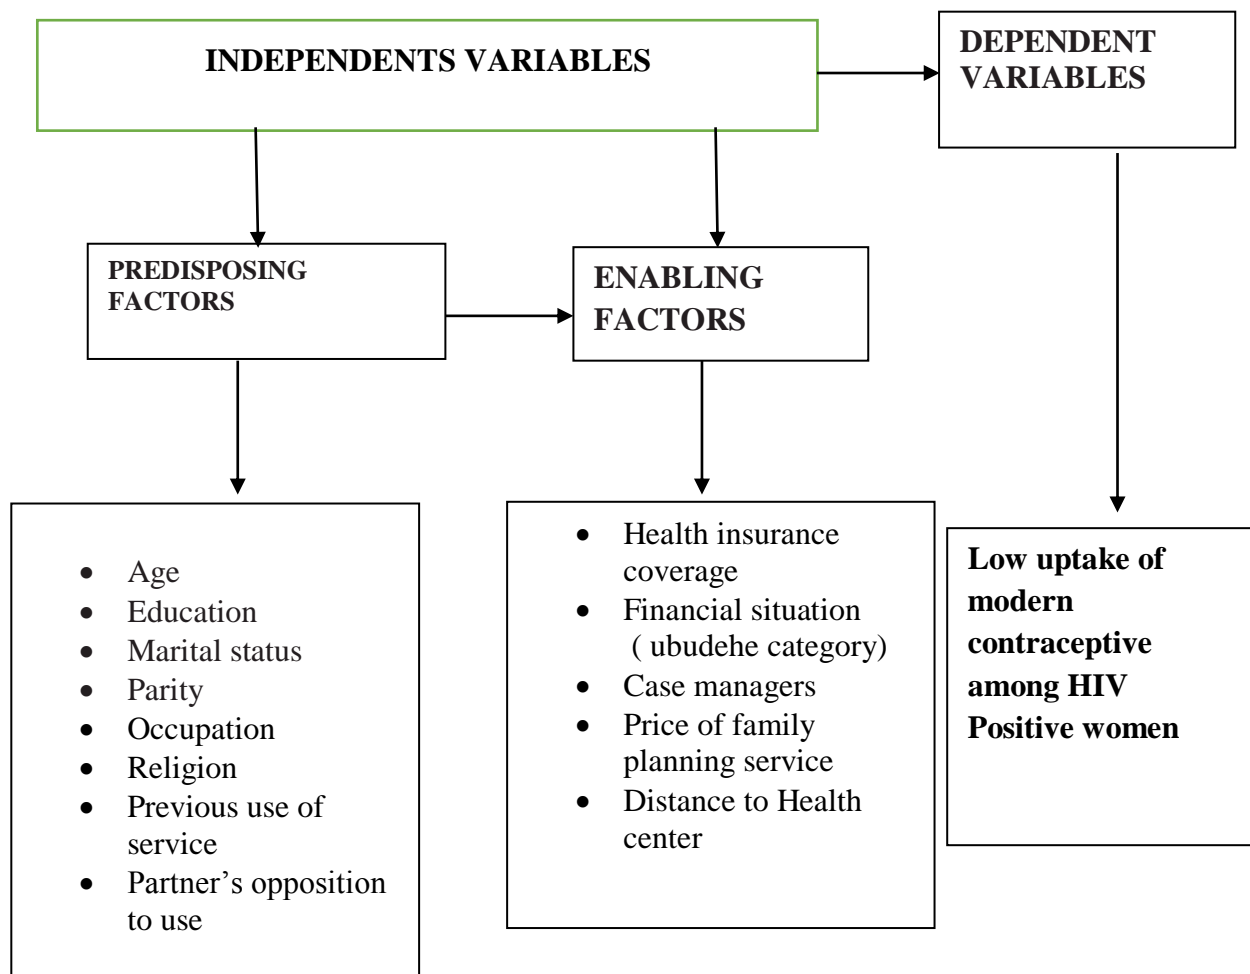 INDEPENDENTS VARIABLES
DEPENDENT
VARIABLES
PREDISPOSING
FACTORS
ENABLING
FACTORS
• Age
• Education
• Marital status
• Parity
• Occupation
• Religion
• Previous use of
service
• Partner’s opposition
to use
• Health insurance
coverage
• Financial situation
( ubudehe category)
• Case managers
• Price of family
planning service
• Distance to Health
center
Low uptake of
modern
contraceptive
among HIV
Positive women